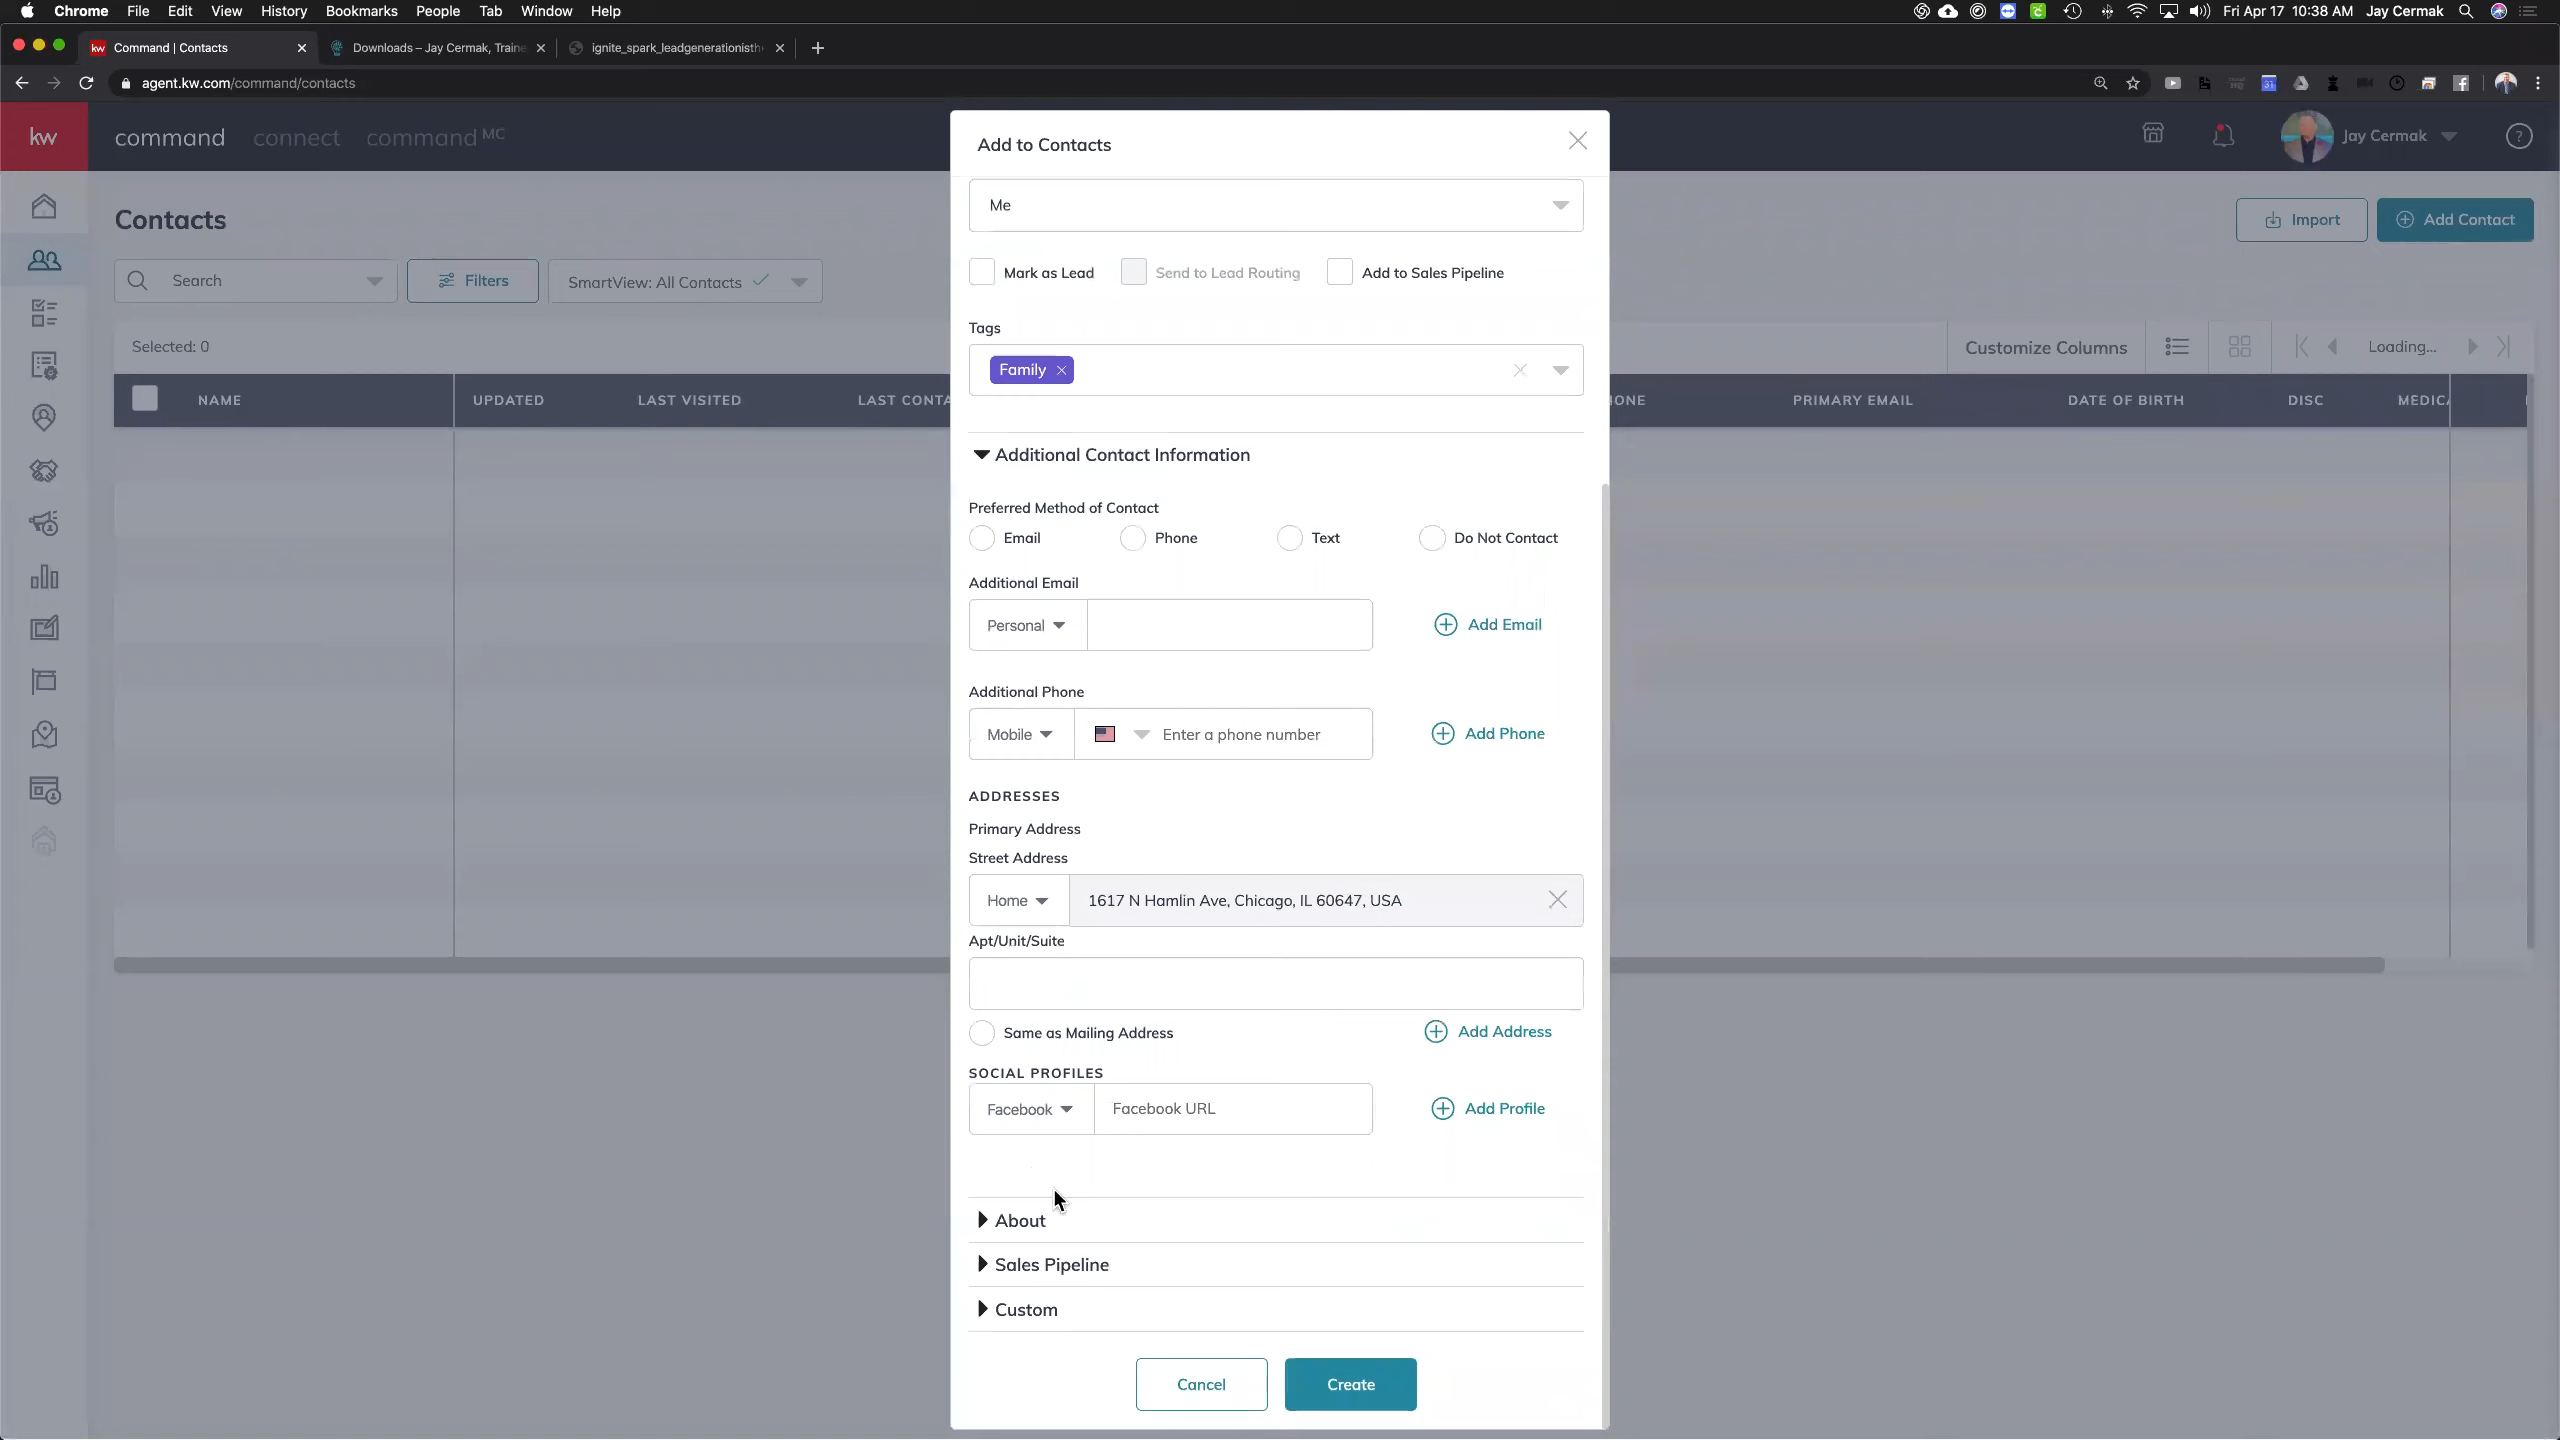 Chrome File Edit View History Bookmarks People Tab Window Help
Fri Apr 17 10:38 AM Jay Cermak
kw Command | Contacts
Downloads – Jay Cermak, Traine
ignite_spark_leadgenerationisth
agent.kw.com/command/contacts
kw command connect command MC
Jay Cermak
Contacts
Import
Add Contact
Search
Filters
SmartView: All Contacts
Selected: 0
Customize Columns
Loading...
NAME UPDATED LAST VISITED LAST CONTA
IONE PRIMARY EMAIL DATE OF BIRTH DISC MEDICA
Add to Contacts
Me
Mark as Lead Send to Lead Routing Add to Sales Pipeline
Tags
Family
Additional Contact Information
Preferred Method of Contact
Email Phone Text Do Not Contact
Additional Email
Personal
Add Email
Additional Phone
Mobile Enter a phone number
Add Phone
ADDRESSES
Primary Address
Street Address
Home 1617 N Hamlin Ave, Chicago, IL 60647, USA
Apt/Unit/Suite
Same as Mailing Address
Add Address
SOCIAL PROFILES
Facebook Facebook URL
Add Profile
About
Sales Pipeline
Custom
Cancel Create